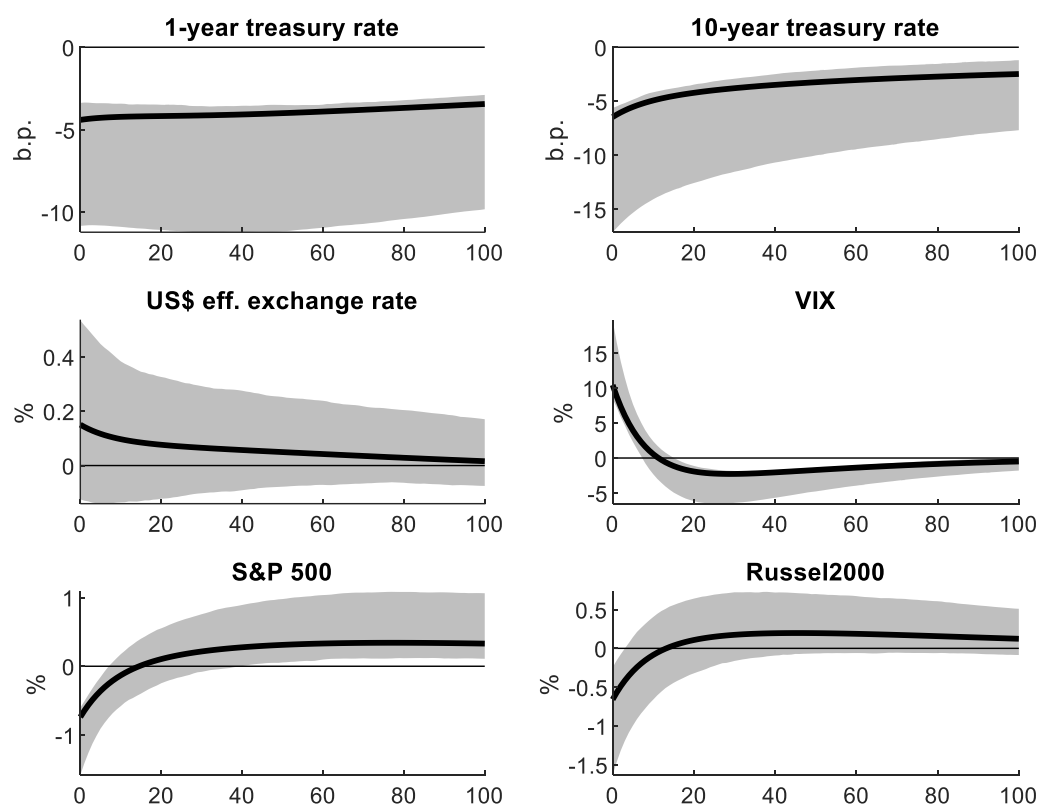 1-year treasury rate
0
-5
-10
b.p.
0 20 40 60 80 100
10-year treasury rate
0
-5
-10
-15
b.p.
0 20 40 60 80 100
US$ eff. exchange rate
0.4
0.2
0
%
0 20 40 60 80 100
VIX
15
10
5
0
-5
%
0 20 40 60 80 100
S&P 500
1
0
-1
%
0 20 40 60 80 100
Russel2000
0.5
0
-0.5
-1
-1.5
%
0 20 40 60 80 100